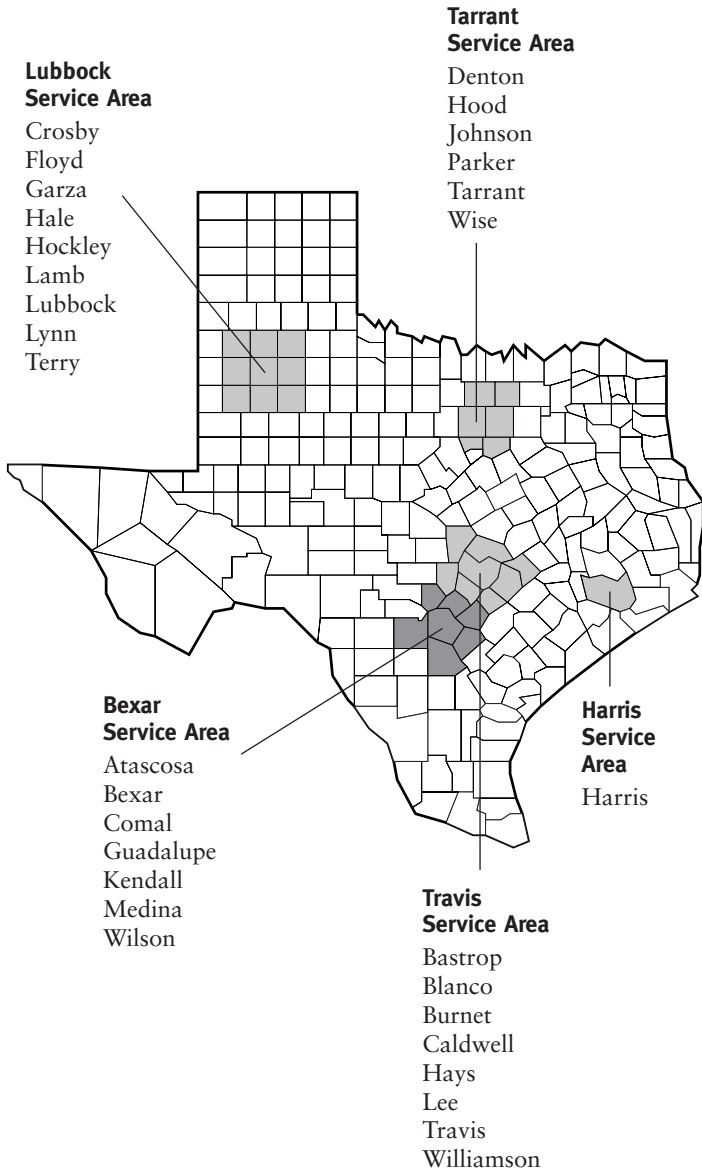 Tarrant
Service Area
Denton
Hood
Johnson
Parker
Tarrant
Wise
Lubbock
Service Area
Crosby
Floyd
Garza
Hale
Hockley
Lamb
Lubbock
Lynn
Terry
Bexar
Service Area
Atascosa
Bexar
Comal
Guadalupe
Kendall
Medina
Wilson
Harris
Service
Area
Harris
Travis
Service Area
Bastrop
Blanco
Burnet
Caldwell
Hays
Lee
Travis
Williamson